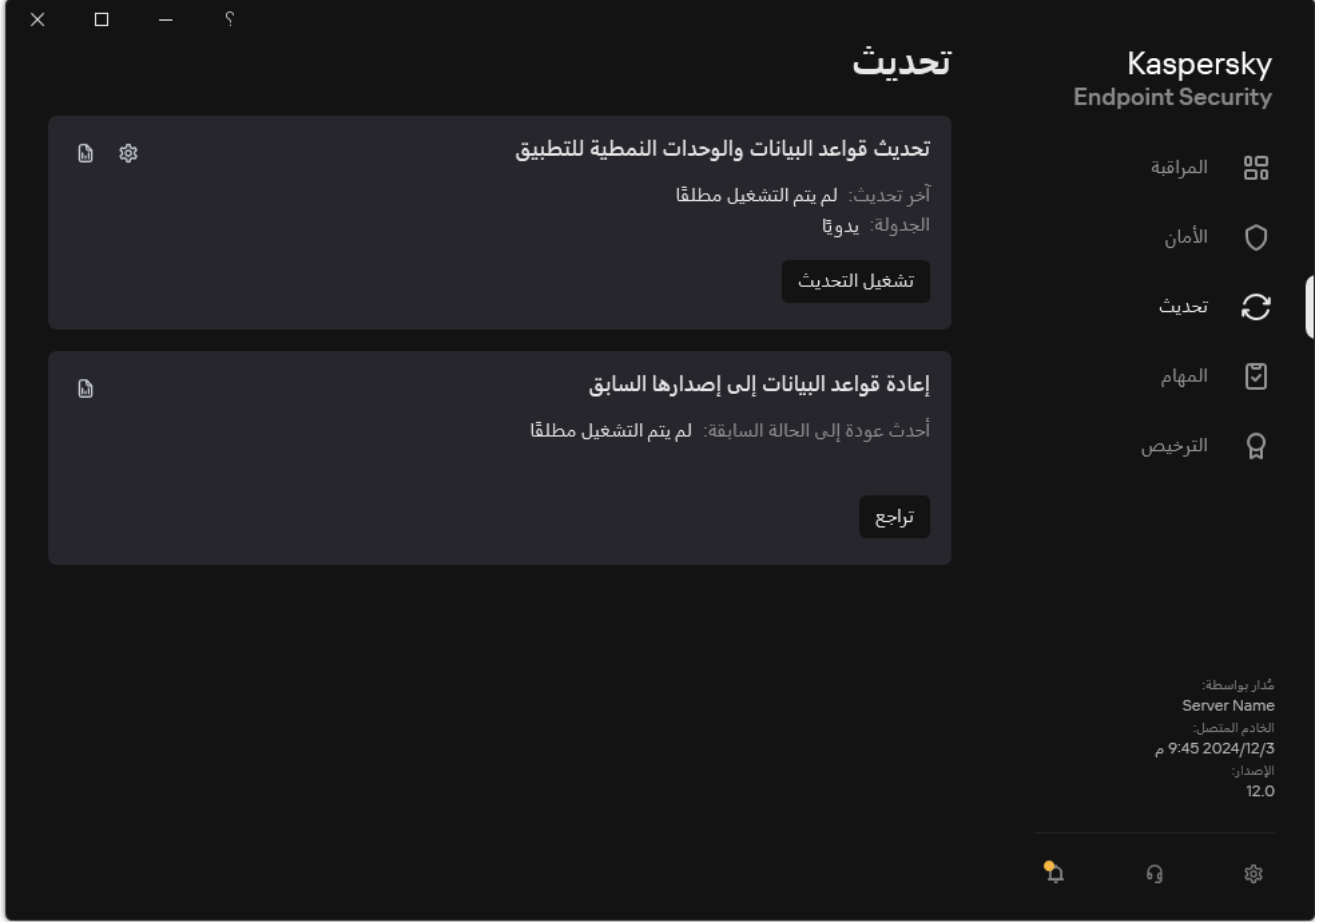 ؟
Kaspersky
Endpoint Security
المراقبة
الأمان
تحديث
المهام
الترخيص
مُدار بواسطة:
Server Name
الخادم المتصل:
2024/12/3 9:45 م
الإصدار:
12.0
تحديث
تحديث قواعد البيانات والوحدات النمطية للتطبيق
آخر تحديث: لم يتم التشغيل مطلقًا
الجدولة: يدويًا
تشغيل التحديث
إعادة قواعد البيانات إلى إصدارها السابق
أحدث عودة إلى الحالة السابقة: لم يتم التشغيل مطلقًا
تراجع